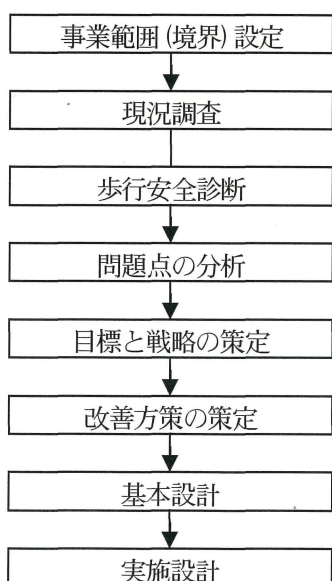 事業範囲(境界)設定
現況調査
歩行安全診断
問題点の分析
目標と戦略の策定
改善方策の策定
基本設計
実施設計